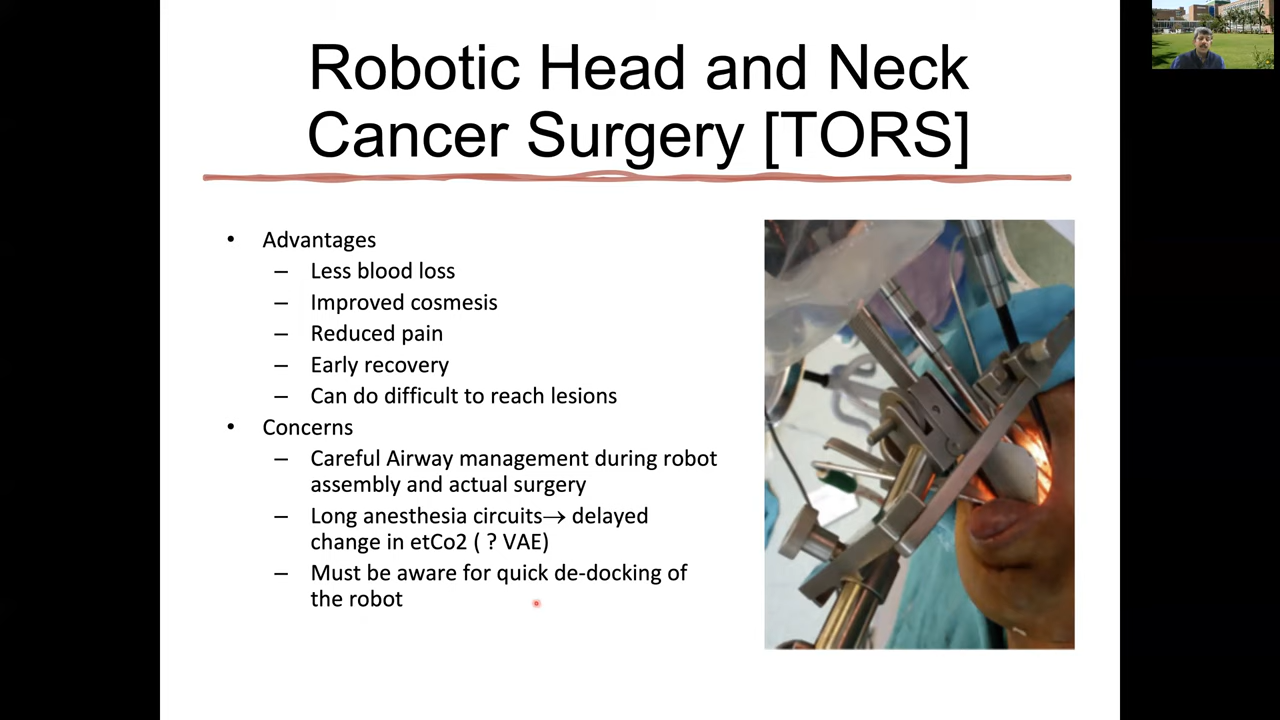 Robotic Head and Neck
Cancer Surgery [TORS]
• Advantages
– Less blood loss
– Improved cosmesis
– Reduced pain
– Early recovery
– Can do difficult to reach lesions
• Concerns
– Careful Airway management during robot
assembly and actual surgery
– Long anesthesia circuits→ delayed
change in etCo2 ( ? VAE)
– Must be aware for quick de-docking of
the robot